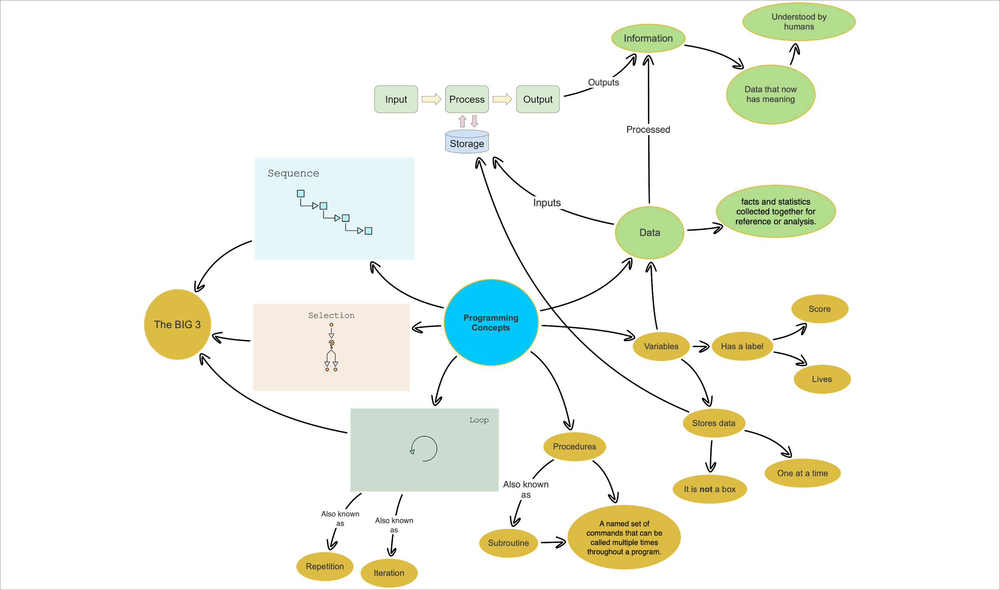 Understood by
humans
Information
Data that now
has meaning
Outputs
Input
Process
Output
Storage
Processed
Sequence
Inputs
facts and statistics
collected together for
reference or analysis.
Data
The BIG 3
Selection
?
Programming
Concepts
Score
Variables
Has a label
Lives
Loop
Stores data
Procedures
One at a time
It is not a box
Also known
as
Also known
as
Also known
as
A named set of
commands that can be
called multiple times
throughout a program.
Subroutine
Repetition
Iteration